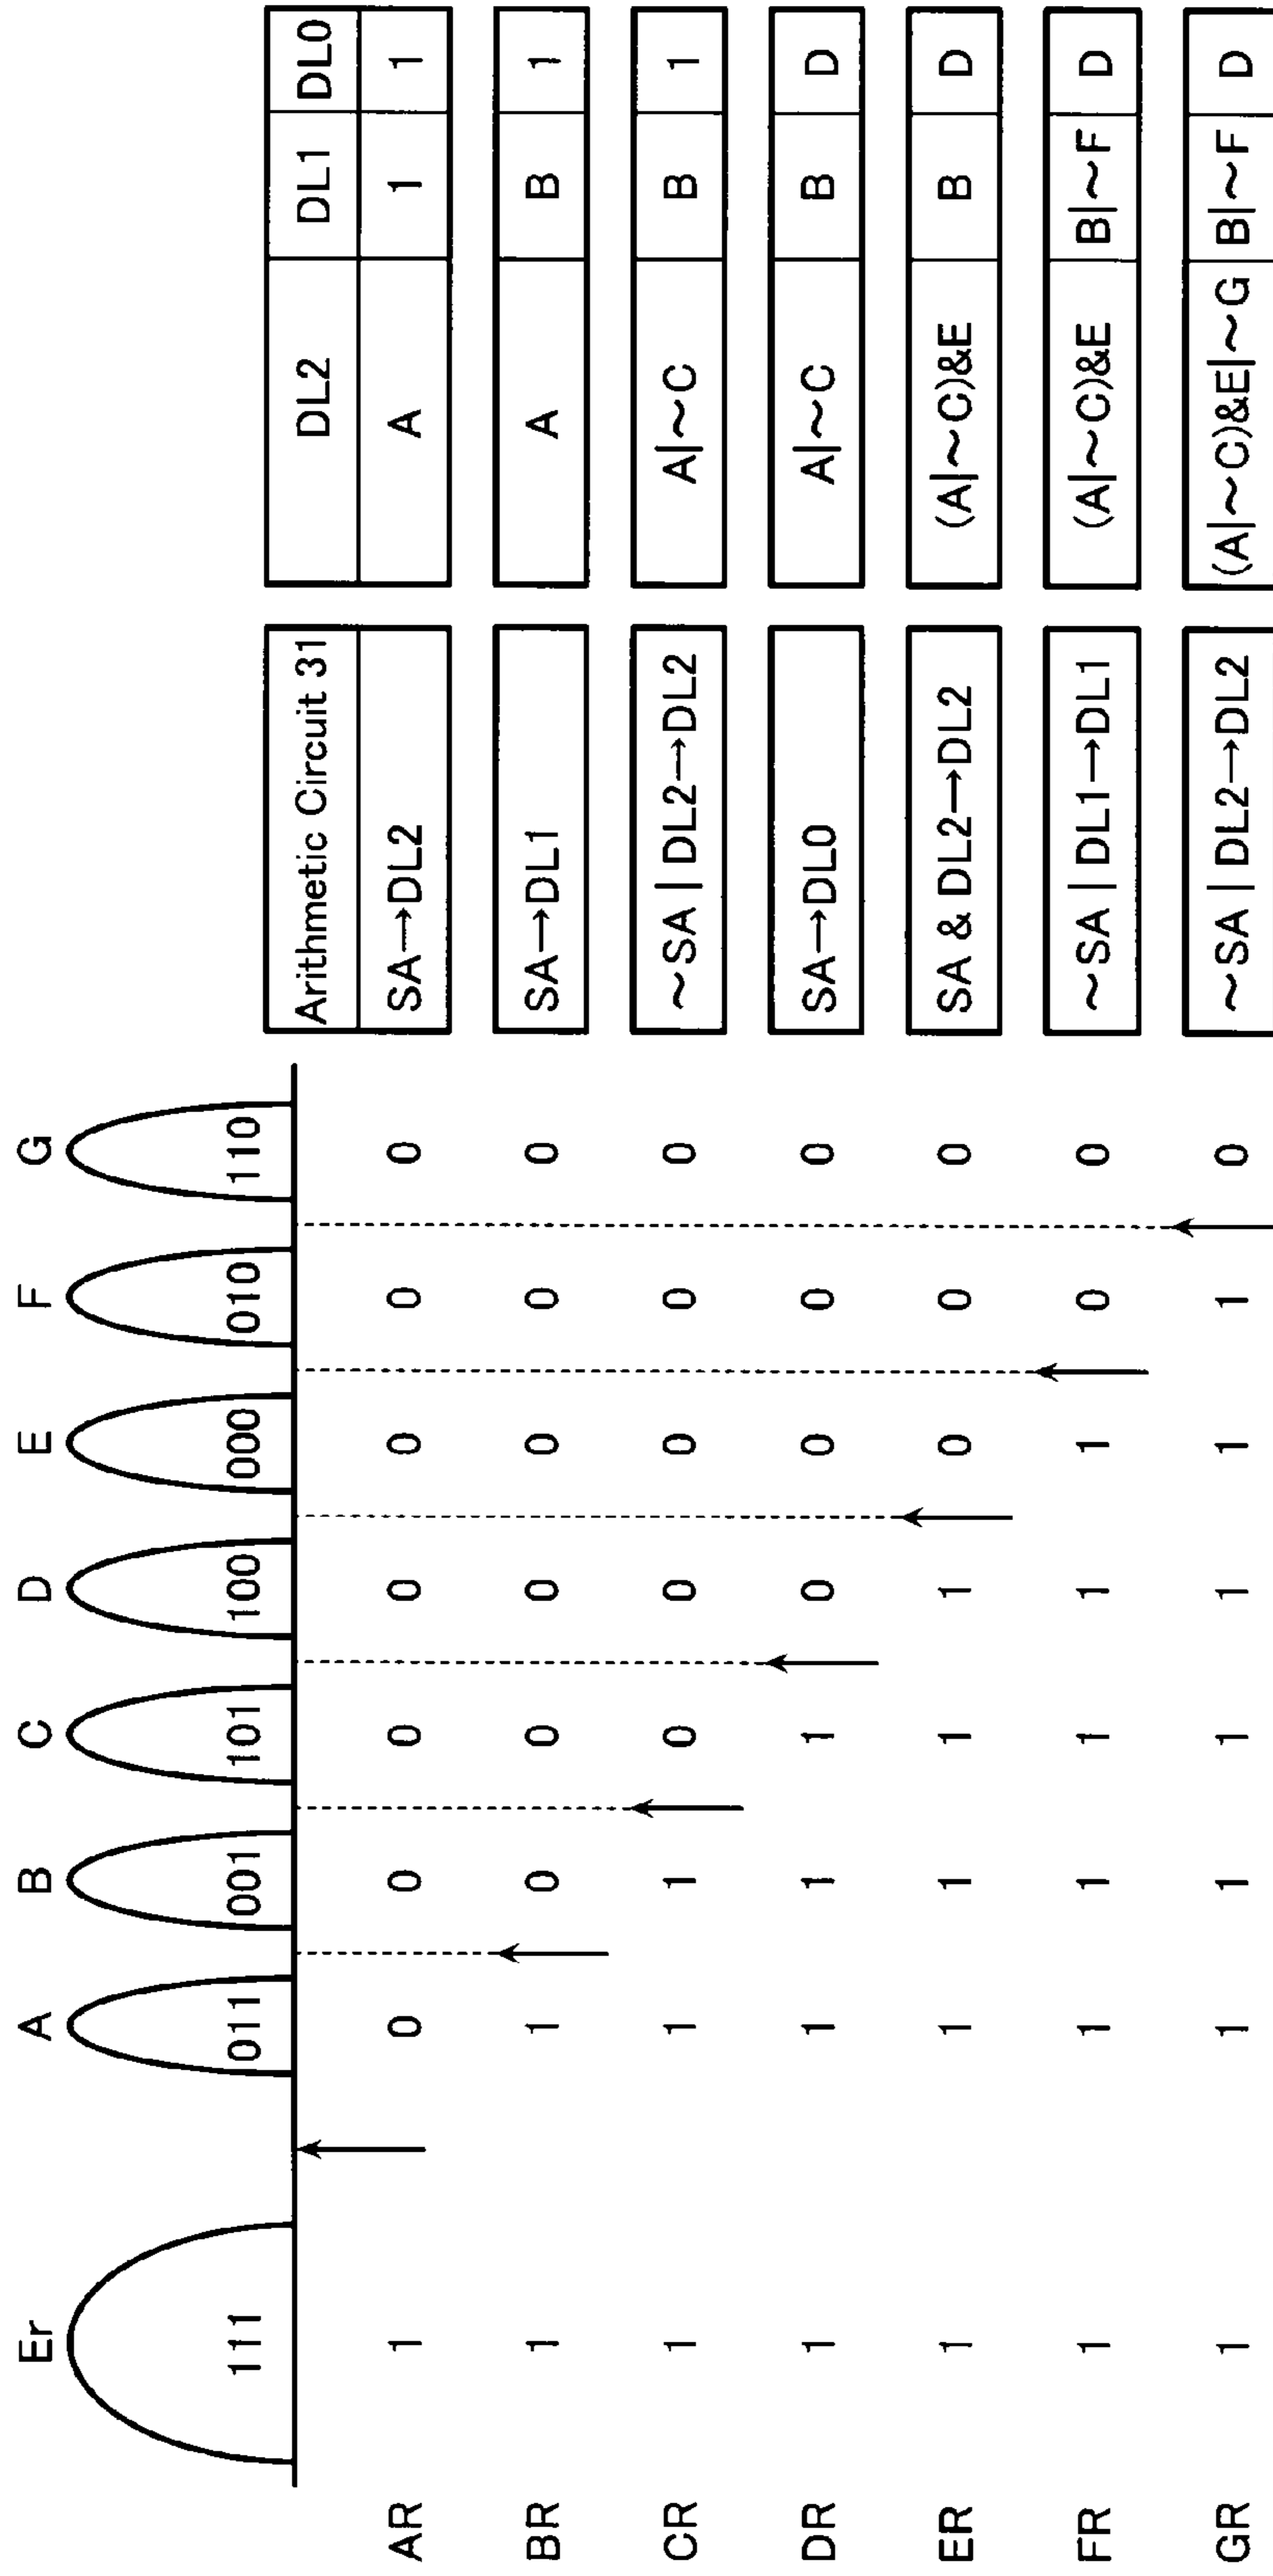 Er A B C D E F G
111 011 001 101 100 000 010 110
Arithmetic Circuit 31 DL2 DL1 DL0
AR 1 0 0 0 0 0 0 0 SA→DL2 A 1 1
BR 1 1 0 0 0 0 0 0 SA→DL1 A B 1
CR 1 1 1 0 0 0 0 0 ~SA | DL2→DL2 A|~C B 1
DR 1 1 1 1 0 0 0 0 SA→DL0 A|~C B D
ER 1 1 1 1 1 0 0 0 SA & DL2→DL2 (A|~C)&E B D
FR 1 1 1 1 1 1 0 0 ~SA | DL1→DL1 (A|~C)&E B|~F D
GR 1 1 1 1 1 1 1 0 ~SA | DL2→DL2 (A|~C)&E|~G B|~F D